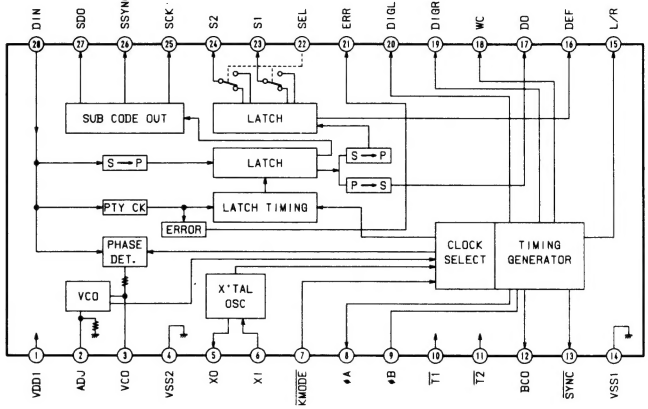 DIN SDO SSYN SCK S2 S1 SEL ERR DIGL DIGR WC DO DEF L/R
28 27 26 25 24 23 22 21 20 19 18 17 16 15
SUB CODE OUT
LATCH
S → P
LATCH
S → P
P → S
PTY CK
LATCH TIMING
ERROR
PHASE DET.
CLOCK SELECT
TIMING GENERATOR
VCO
X'TAL OSC
1 2 3 4 5 6 7 8 9 10 11 12 13 14
VDD1 ADJ VCO VSS2 XO XI KMODE φA φB T1 T2 BCO SYNC VSS1